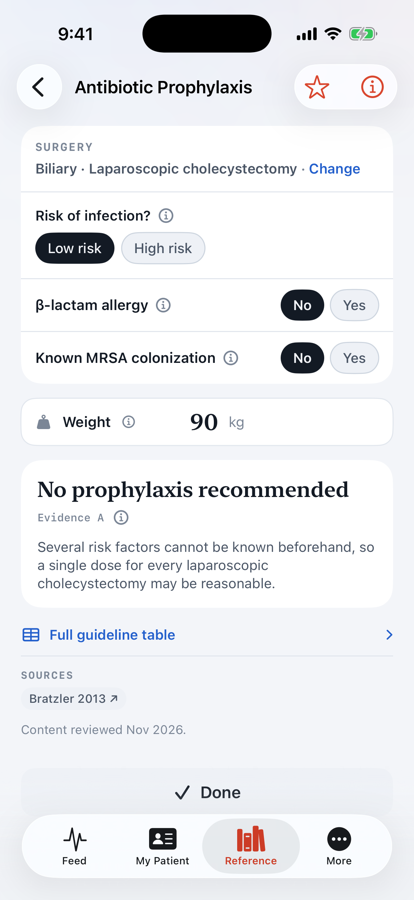 9:41
Antibiotic Prophylaxis
SURGERY
Biliary · Laparoscopic cholecystectomy · Change
Risk of infection?
Low risk High risk
β-lactam allergy No Yes
Known MRSA colonization No Yes
Weight 90 kg
No prophylaxis recommended
Evidence A
Several risk factors cannot be known beforehand, so
a single dose for every laparoscopic
cholecystectomy may be reasonable.
Full guideline table
SOURCES
Bratzler 2013 ↗
Content reviewed Nov 2026.
Done
Feed My Patient Reference More